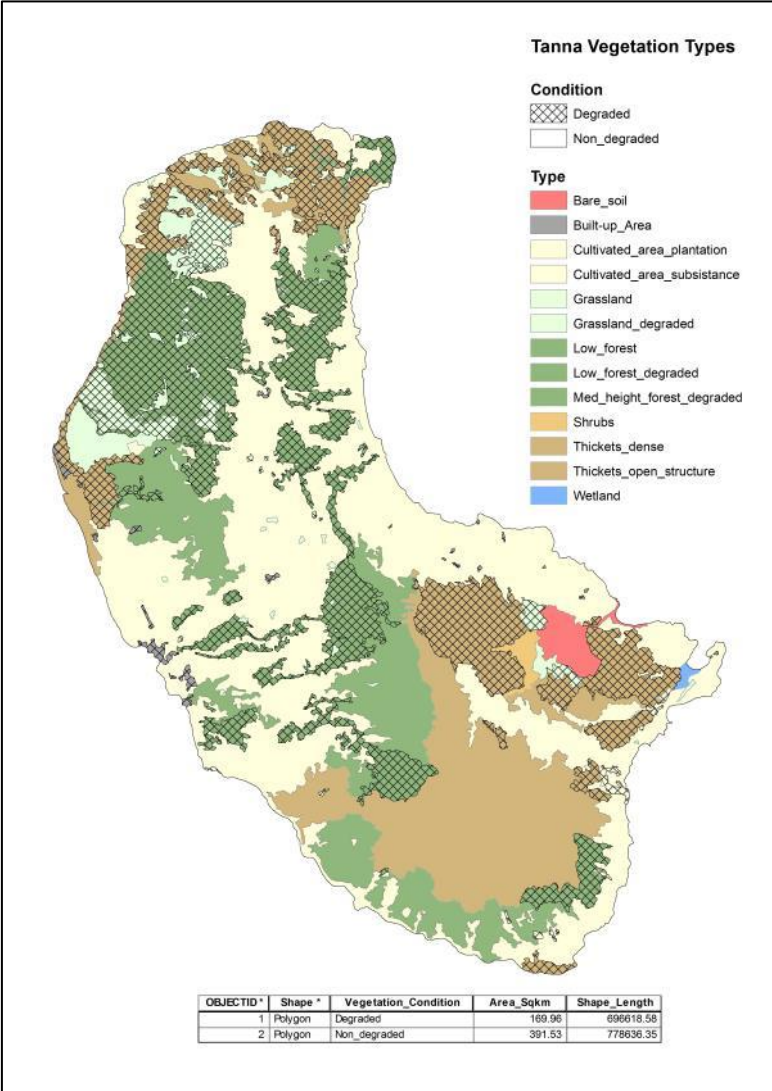 Tanna Vegetation Types
Condition
Degraded
Non_degraded
Type
Bare_soil
Built-up_Area
Cultivated_area_plantation
Cultivated_area_subsistance
Grassland
Grassland_degraded
Low_forest
Low_forest_degraded
Med_height_forest_degraded
Shrubs
Thickets_dense
Thickets_open_structure
Wetland
OBJECTID * Shape * Vegetation_Condition Area_Sqkm Shape_Length
1 Polygon Degraded 169.96 696618.58
2 Polygon Non_degraded 391.53 778636.35